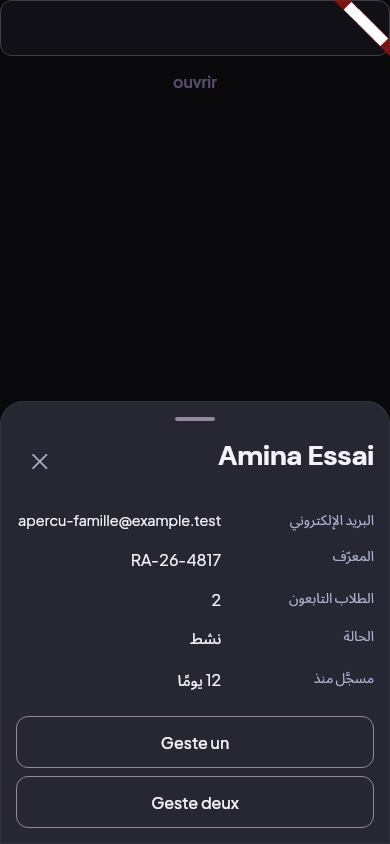 ouvrir
Amina Essai
البريد الإلكتروني apercu-famille@example.test
المعرّف RA-26-4817
الطلاب التابعون 2
الحالة نشط
مسجَّل منذ 12 يومًا
Geste un
Geste deux